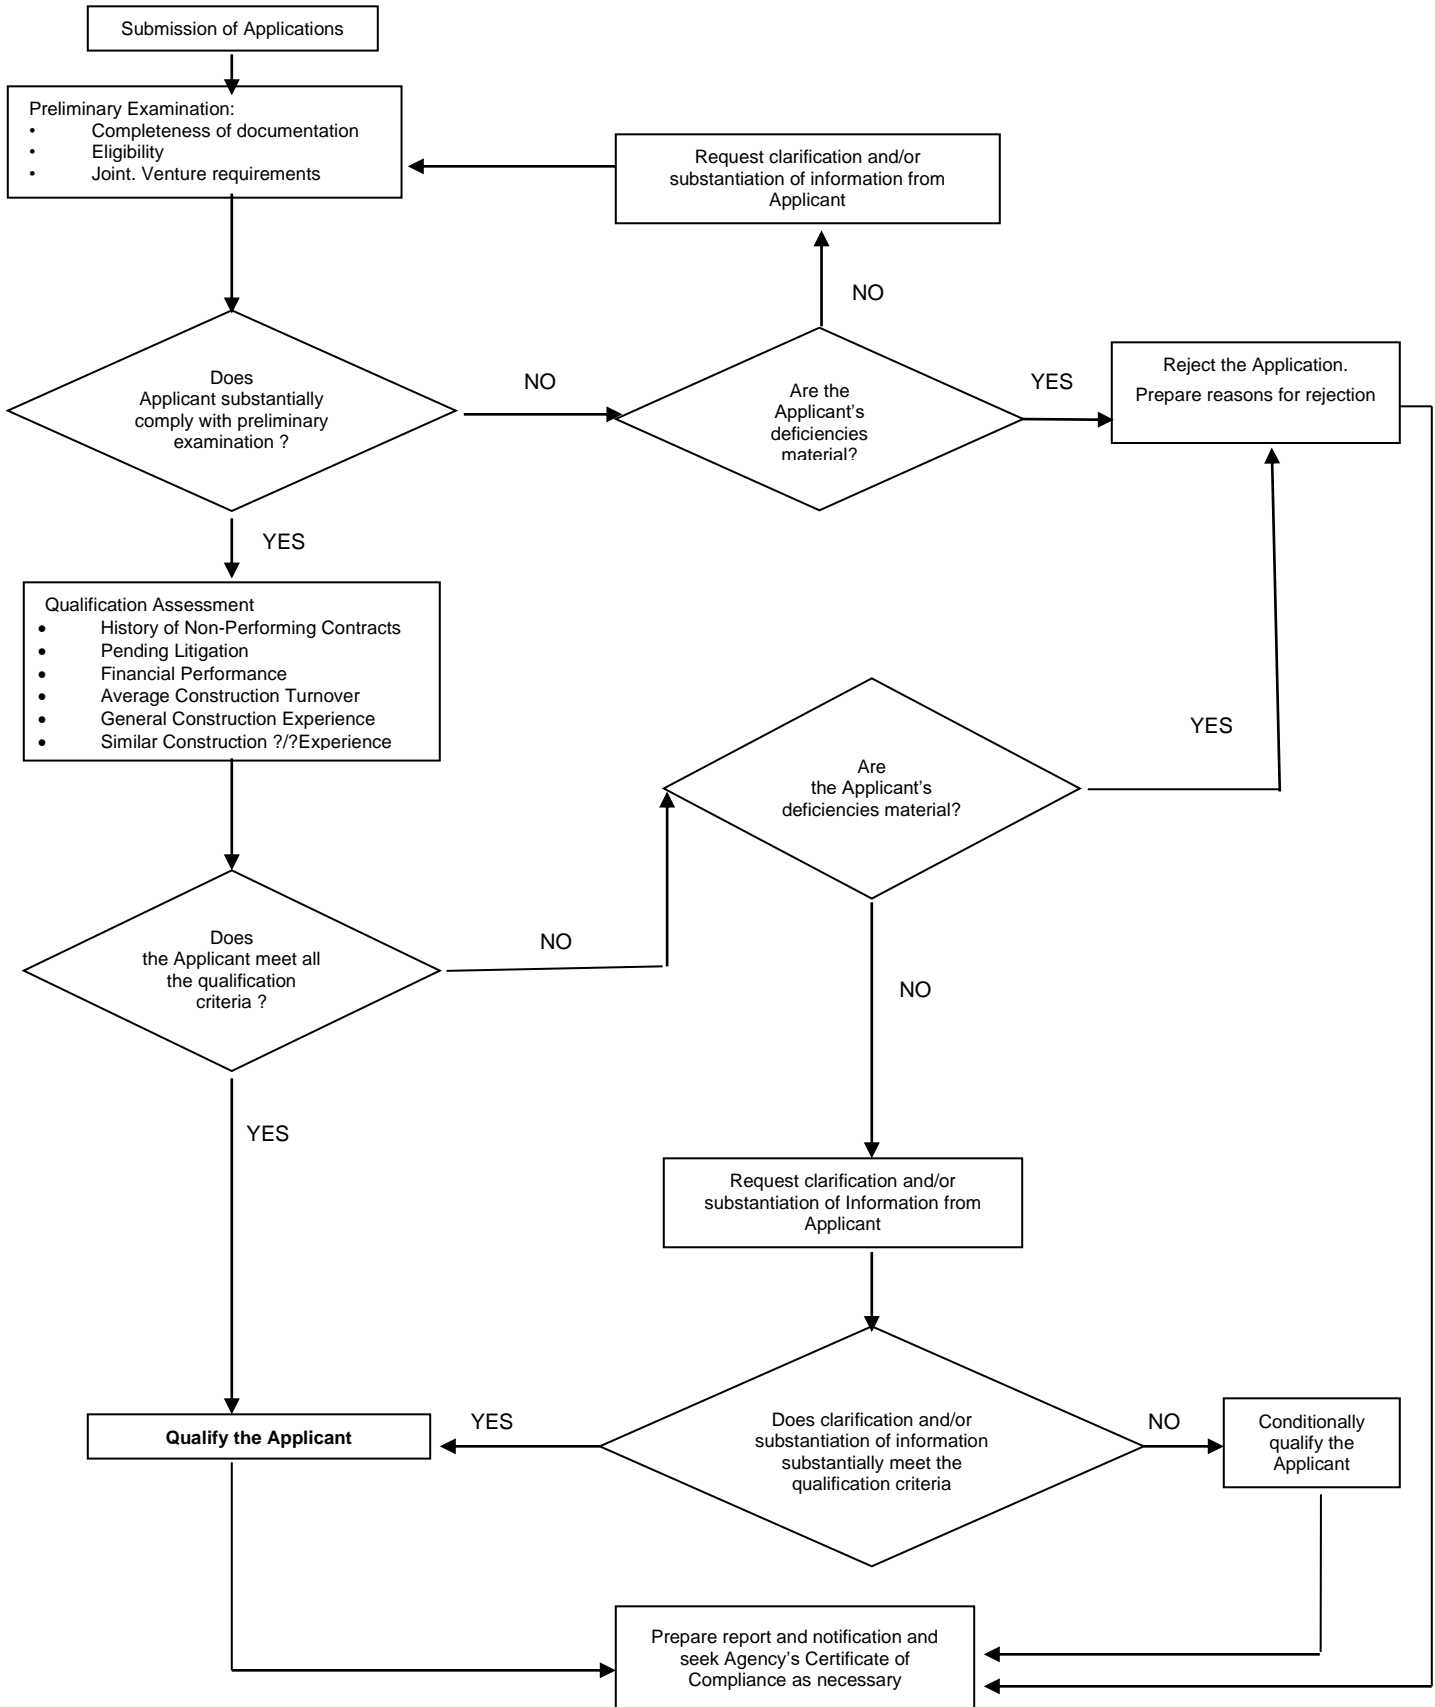 Submission of Applications
Preliminary Examination:
• Completeness of documentation
• Eligibility
• Joint. Venture requirements
Request clarification and/or
substantiation of information from
Applicant
NO
Does
Applicant substantially
comply with preliminary
examination ?
NO
Are the
Applicant's
deficiencies
material?
YES
Reject the Application.
Prepare reasons for rejection
YES
Qualification Assessment
• History of Non-Performing Contracts
• Pending Litigation
• Financial Performance
• Average Construction Turnover
• General Construction Experience
• Similar Construction ?/?Experience
Are
the Applicant's
deficiencies material?
YES
Does
the Applicant meet all
the qualification
criteria ?
NO
NO
YES
Request clarification and/or
substantiation of Information from
Applicant
Qualify the Applicant
YES
Does clarification and/or
substantiation of information
substantially meet the
qualification criteria
NO
Conditionally
qualify the
Applicant
Prepare report and notification and
seek Agency's Certificate of
Compliance as necessary